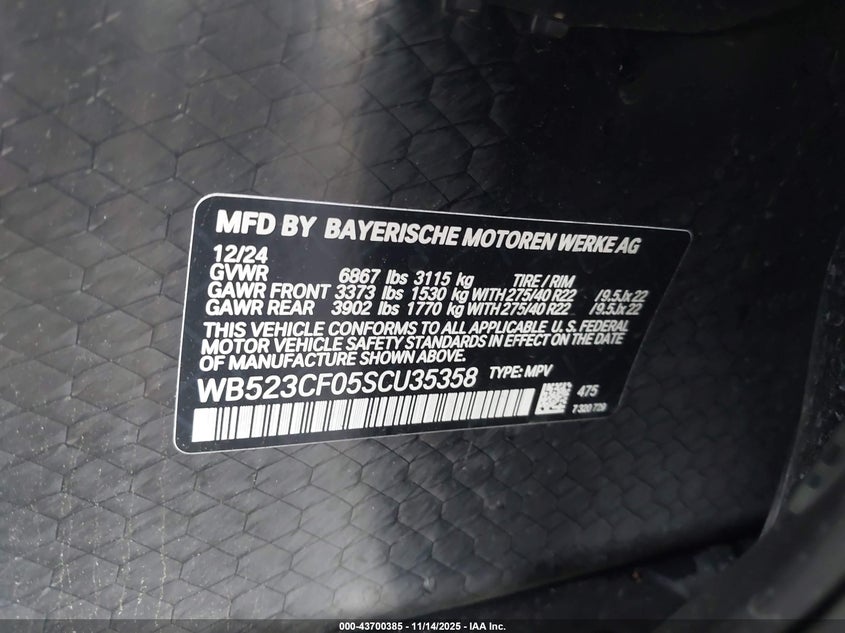 MFD BY BAYERISCHE MOTOREN WERKE AG
12/24
GVWR 6867 lbs 3115 kg TIRE / RIM
GAWR FRONT 3373 lbs 1530 kg WITH 275/40 R22 / 9.5Jx22
GAWR REAR 3902 lbs 1770 kg WITH 275/40 R22 / 9.5Jx22
THIS VEHICLE CONFORMS TO ALL APPLICABLE U.S. FEDERAL
MOTOR VEHICLE SAFETY STANDARDS IN EFFECT ON THE DATE
OF MANUFACTURE SHOWN ABOVE.
WB523CF05SCU35358 TYPE: MPV
475
7 320 779
000-43700385 - 11/14/2025 - IAA Inc.